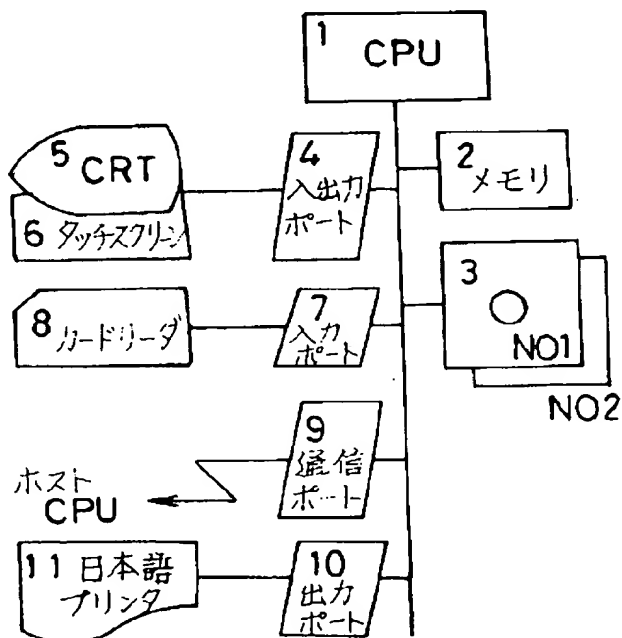 1
CPU
5 CRT
4
入出力
ポート
2
メモリ
6 タッチスクリーン
3
NO1
NO2
8 カードリーダ
7
入力
ポート
9
通信
ポート
ホスト
CPU
11 日本語
プリンタ
10
出力
ポート